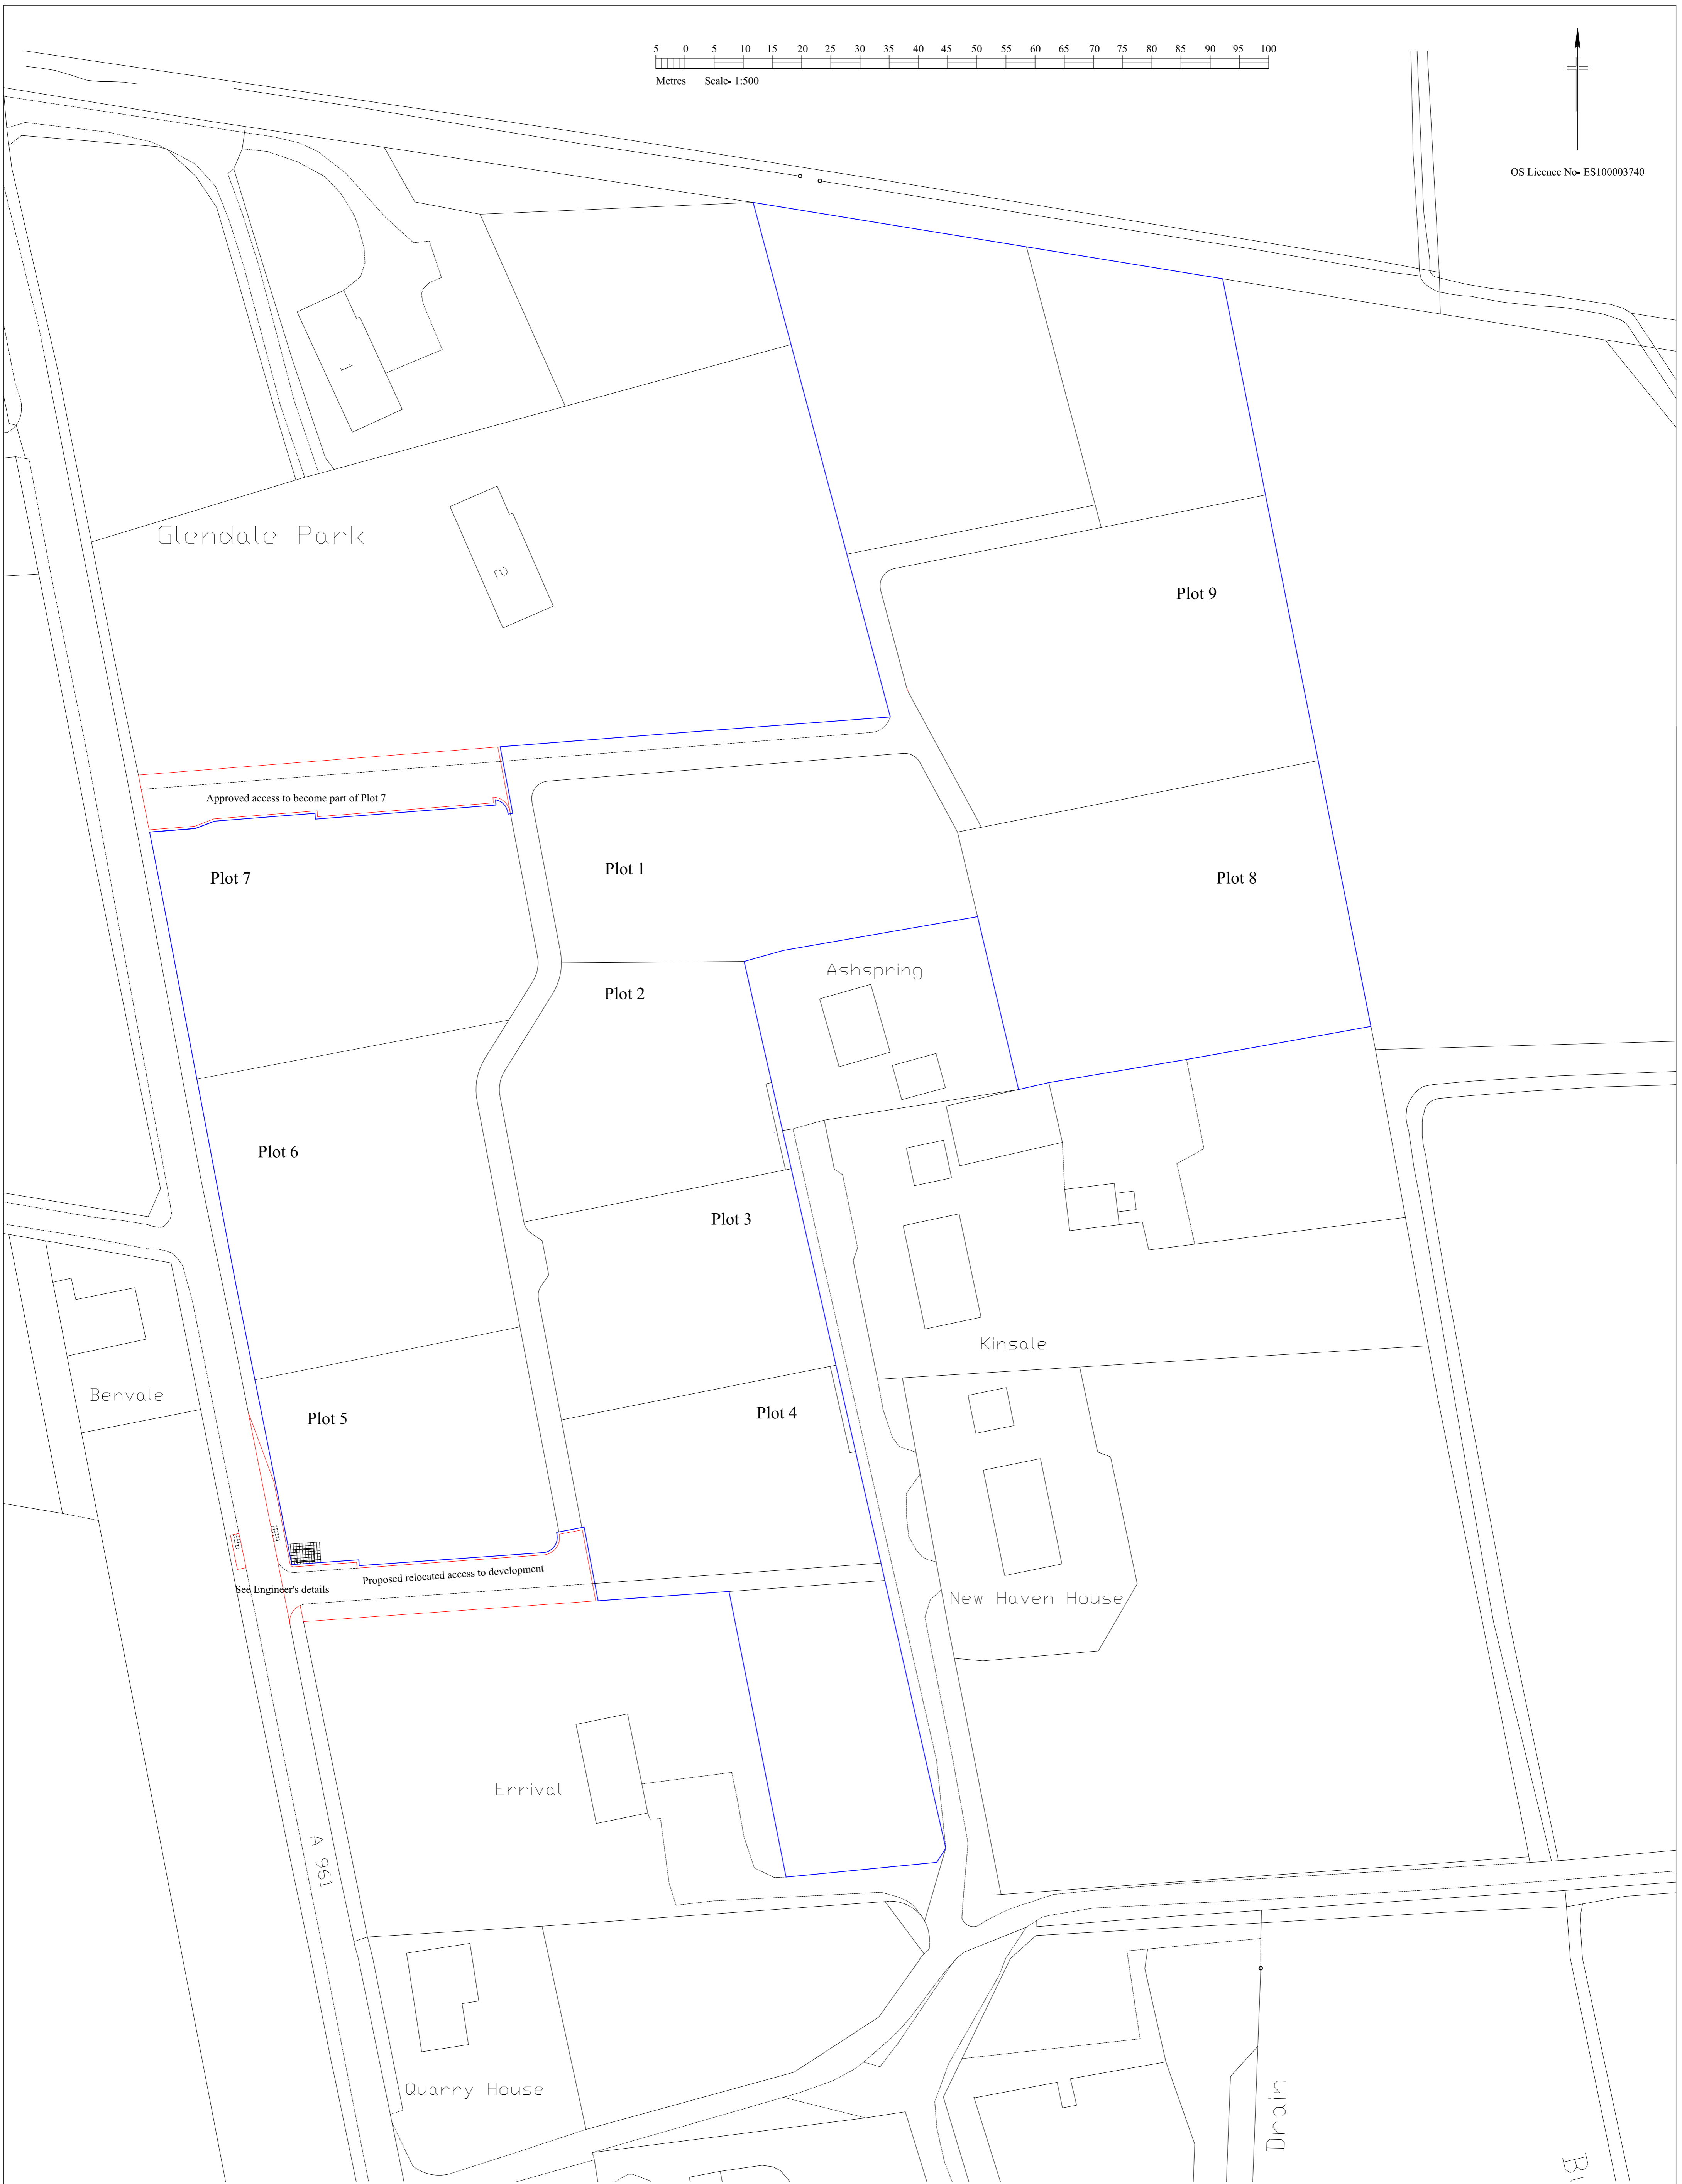 5 0 5 10 15 20 25 30 35 40 45 50 55 60 65 70 75 80 85 90 95 100
Metres Scale- 1:500
OS Licence No- ES100003740
1
Glendale Park
2
Plot 9
Approved access to become part of Plot 7
Plot 7
Plot 1
Plot 8
Ashspring
Plot 2
Plot 6
Plot 3
Kinsale
Benvale
Plot 5
Plot 4
Proposed relocated access to development
See Engineer's details
New Haven House
Errival
A 961
Quarry House
Drain